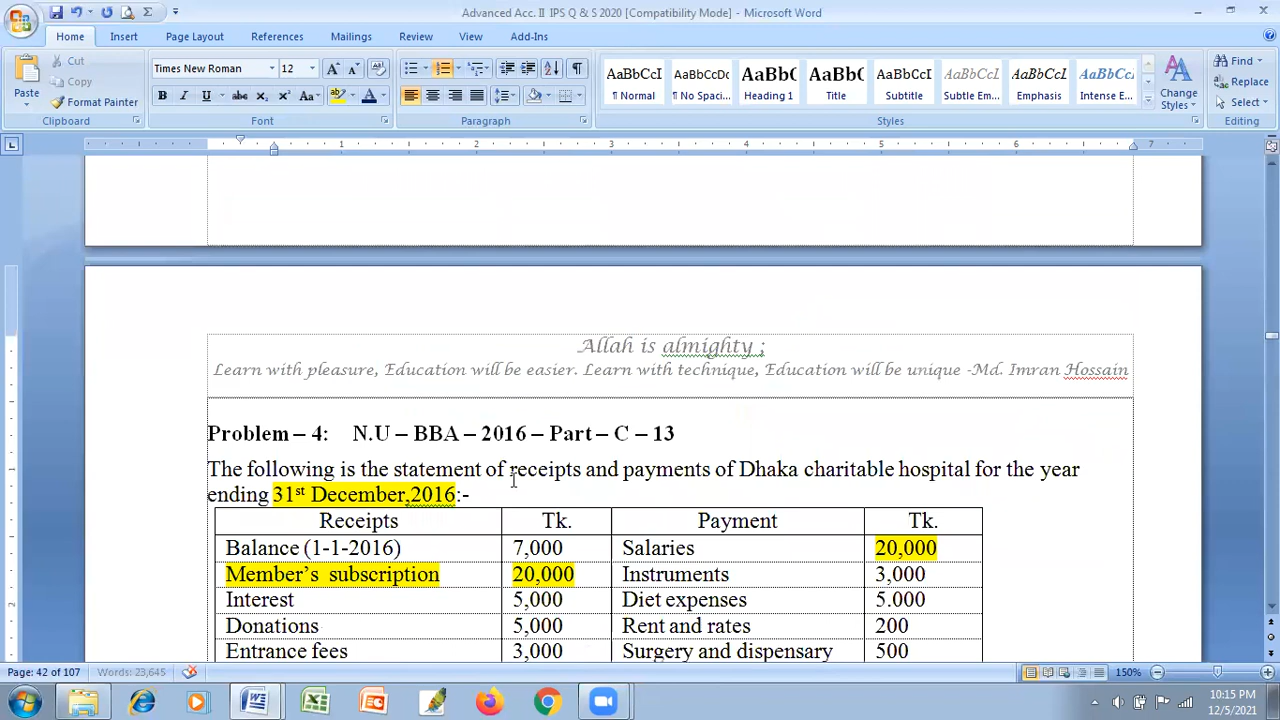 Advanced Acc. II IPS Q & S 2020 [Compatibility Mode] - Microsoft Word
Home Insert Page Layout References Mailings Review View Add-Ins
Paste
Cut
Copy
Format Painter
Clipboard
Times New Roman 12
Font
Paragraph
AaBbCcI AaBbCcDc AaBbC AaBbC AaBbCcI AaBbCcI AaBbCcI AaBbCcI
¶ Normal ¶ No Spaci... Heading 1 Title Subtitle Subtle Em... Emphasis Intense E...
Change Styles
Styles
Find
Replace
Select
Editing
1 2 3 4 5 6 7
Allah is almighty ;
Learn with pleasure, Education will be easier. Learn with technique, Education will be unique -Md. Imran Hossain
Problem – 4: N.U – BBA – 2016 – Part – C – 13
The following is the statement of receipts and payments of Dhaka charitable hospital for the year
ending 31st December,2016:-
Receipts Tk. Payment Tk.
Balance (1-1-2016) 7,000 Salaries 20,000
Member’s subscription 20,000 Instruments 3,000
Interest 5,000 Diet expenses 5.000
Donations 5,000 Rent and rates 200
Entrance fees 3,000 Surgery and dispensary 500
Page: 42 of 107 Words: 23,645 150%
10:15 PM
12/5/2021